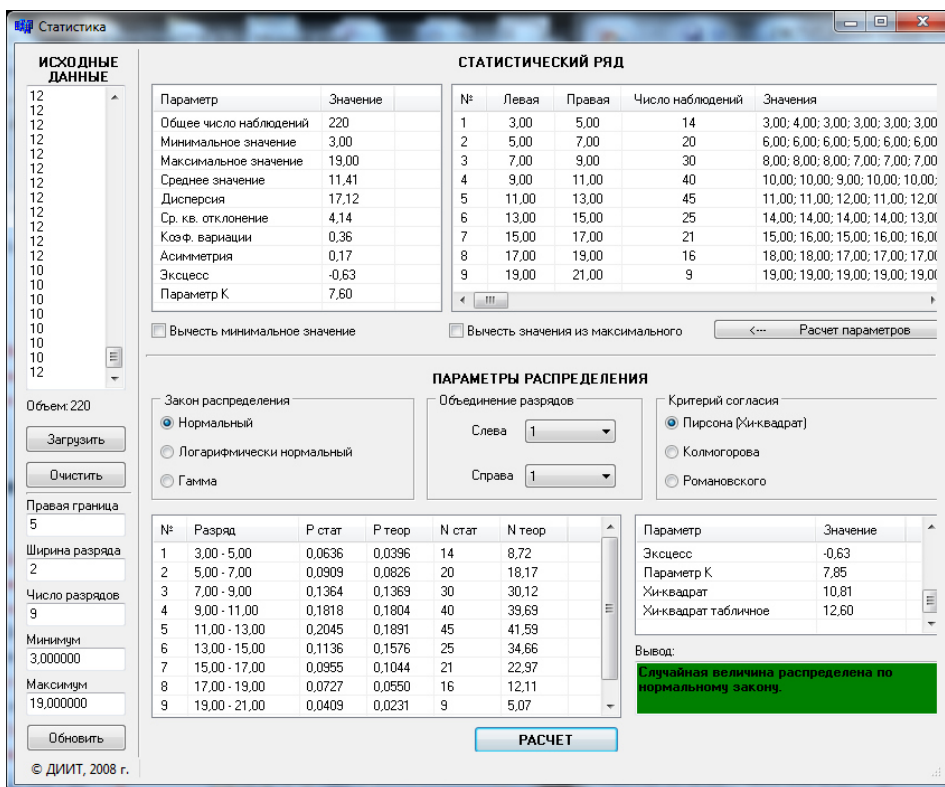 Статистика
ИСХОДНЫЕ
ДАННЫЕ
12
12
12
12
12
12
12
12
12
12
12
12
10
10
10
10
10
10
10
12
Объем: 220
Загрузить
Очистить
Правая граница
5
Ширина разряда
2
Число разрядов
9
Минимум
3,000000
Максимум
19,000000
Обновить
© ДИИТ, 2008 г.
СТАТИСТИЧЕСКИЙ РЯД
Параметр Значение
Общее число наблюдений 220
Минимальное значение 3,00
Максимальное значение 19,00
Среднее значение 11,41
Дисперсия 17,12
Ср. кв. отклонение 4,14
Коэф. вариации 0,36
Асимметрия 0,17
Эксцесс -0,63
Параметр K 7,60
№ Левая Правая Число наблюдений Значения
1 3,00 5,00 14 3,00; 4,00; 3,00; 3,00; 3,00; 3,00
2 5,00 7,00 20 6,00; 6,00; 6,00; 5,00; 6,00; 6,00
3 7,00 9,00 30 8,00; 8,00; 8,00; 7,00; 7,00; 7,00
4 9,00 11,00 40 10,00; 10,00; 9,00; 10,00; 10,00;
5 11,00 13,00 45 11,00; 11,00; 12,00; 11,00; 12,00
6 13,00 15,00 25 14,00; 14,00; 14,00; 14,00; 13,00
7 15,00 17,00 21 15,00; 16,00; 15,00; 16,00; 16,00
8 17,00 19,00 16 18,00; 18,00; 17,00; 17,00; 17,00
9 19,00 21,00 9 19,00; 19,00; 19,00; 19,00; 19,00
Вычесть минимальное значение
Вычесть значения из максимального
<--- Расчет параметров
ПАРАМЕТРЫ РАСПРЕДЕЛЕНИЯ
Закон распределения
Нормальный
Логарифмически нормальный
Гамма
Объединение разрядов
Слева 1
Справа 1
Критерий согласия
Пирсона (Хи-квадрат)
Колмогорова
Романовского
№ Разряд P стат P теор N стат N теор
1 3,00 - 5,00 0,0636 0,0396 14 8,72
2 5,00 - 7,00 0,0909 0,0826 20 18,17
3 7,00 - 9,00 0,1364 0,1369 30 30,12
4 9,00 - 11,00 0,1818 0,1804 40 39,69
5 11,00 - 13,00 0,2045 0,1891 45 41,59
6 13,00 - 15,00 0,1136 0,1576 25 34,66
7 15,00 - 17,00 0,0955 0,1044 21 22,97
8 17,00 - 19,00 0,0727 0,0550 16 12,11
9 19,00 - 21,00 0,0409 0,0231 9 5,07
Параметр Значение
Эксцесс -0,63
Параметр K 7,85
Хи-квадрат 10,81
Хи-квадрат табличное 12,60
Вывод:
Случайная величина распределена по
нормальному закону.
РАСЧЕТ